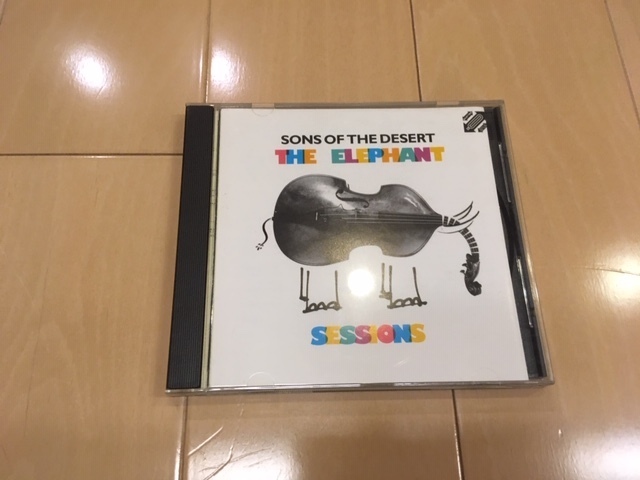 SONS OF THE DESERT
THE ELEPHANT
SESSIONS